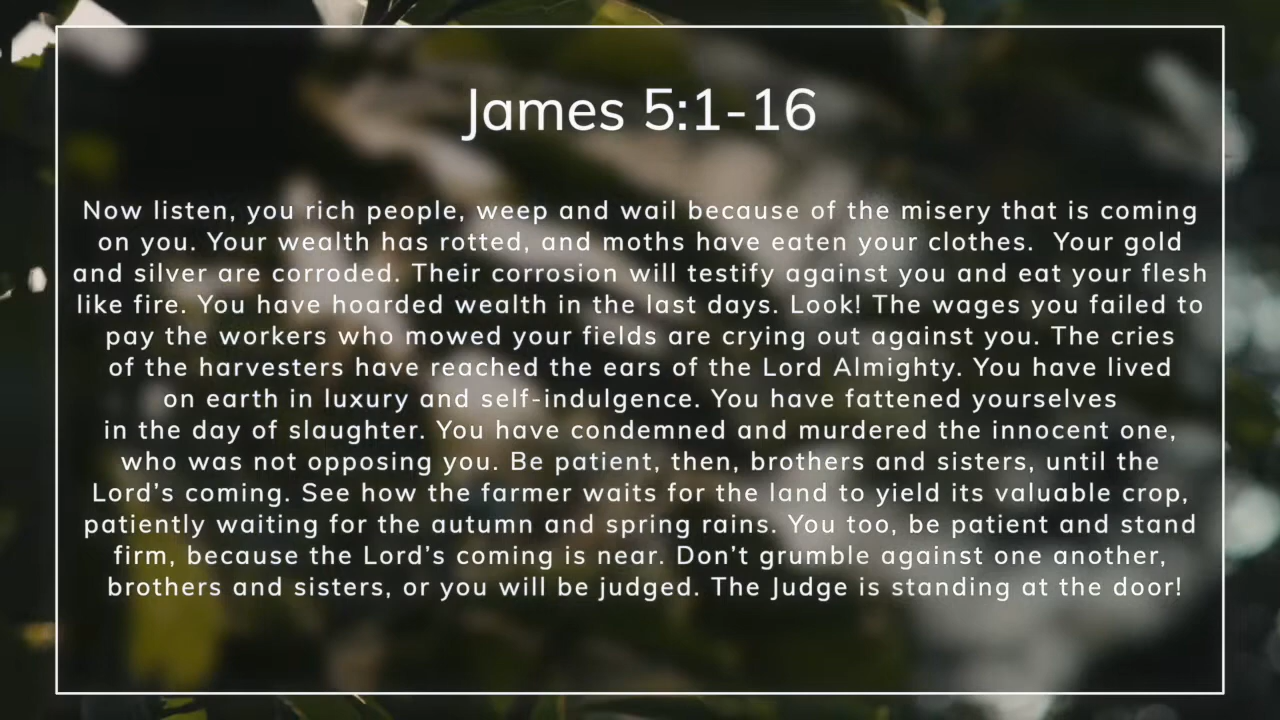 James 5:1-16
Now listen, you rich people, weep and wail because of the misery that is coming
on you. Your wealth has rotted, and moths have eaten your clothes.  Your gold
and silver are corroded. Their corrosion will testify against you and eat your flesh
like fire. You have hoarded wealth in the last days. Look! The wages you failed to
pay the workers who mowed your fields are crying out against you. The cries
of the harvesters have reached the ears of the Lord Almighty. You have lived
on earth in luxury and self-indulgence. You have fattened yourselves
in the day of slaughter. You have condemned and murdered the innocent one,
who was not opposing you. Be patient, then, brothers and sisters, until the
Lord’s coming. See how the farmer waits for the land to yield its valuable crop,
patiently waiting for the autumn and spring rains. You too, be patient and stand
firm, because the Lord’s coming is near. Don’t grumble against one another,
brothers and sisters, or you will be judged. The Judge is standing at the door!